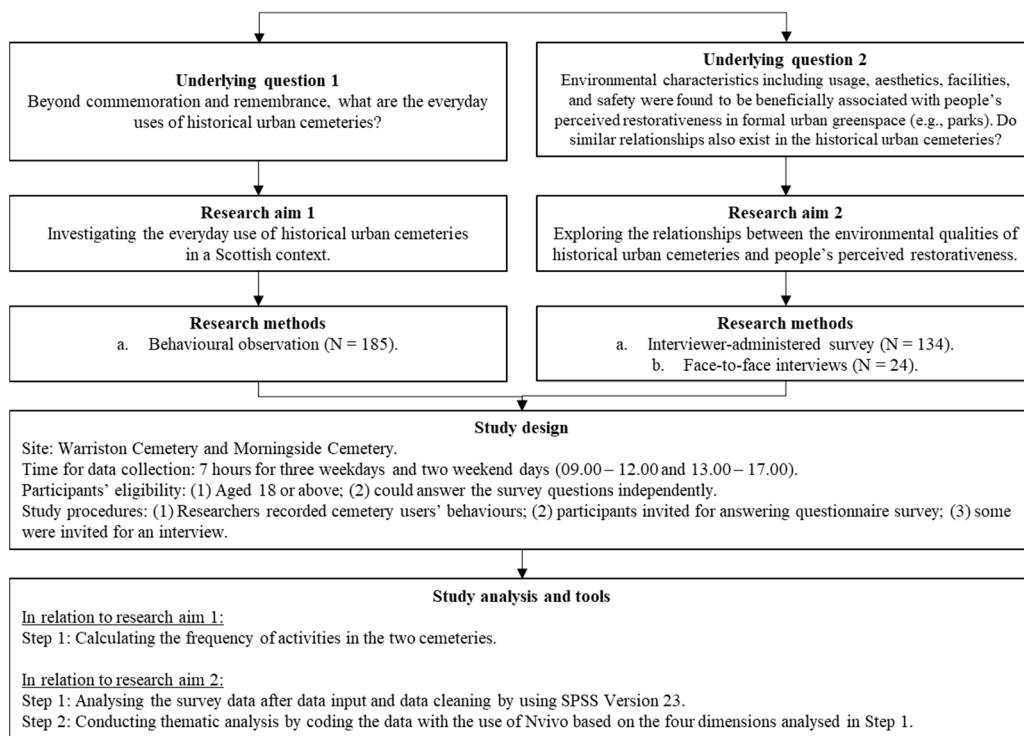 Underlying question 1
Beyond commemoration and remembrance, what are the everyday
uses of historical urban cemeteries?
Underlying question 2
Environmental characteristics including usage, aesthetics, facilities,
and safety were found to be beneficially associated with people's
perceived restorativeness in formal urban greenspace (e.g., parks). Do
similar relationships also exist in the historical urban cemeteries?
Research aim 1
Investigating the everyday use of historical urban cemeteries
in a Scottish context.
Research aim 2
Exploring the relationships between the environmental qualities of
historical urban cemeteries and people's perceived restorativeness.
Research methods
a. Behavioural observation (N = 185).
Research methods
a. Interviewer-administered survey (N = 134).
b. Face-to-face interviews (N = 24).
Study design
Site: Warriston Cemetery and Morningside Cemetery.
Time for data collection: 7 hours for three weekdays and two weekend days (09.00 – 12.00 and 13.00 – 17.00).
Participants' eligibility: (1) Aged 18 or above; (2) could answer the survey questions independently.
Study procedures: (1) Researchers recorded cemetery users' behaviours; (2) participants invited for answering questionnaire survey; (3) some
were invited for an interview.
Study analysis and tools
In relation to research aim 1:
Step 1: Calculating the frequency of activities in the two cemeteries.
In relation to research aim 2:
Step 1: Analysing the survey data after data input and data cleaning by using SPSS Version 23.
Step 2: Conducting thematic analysis by coding the data with the use of Nvivo based on the four dimensions analysed in Step 1.